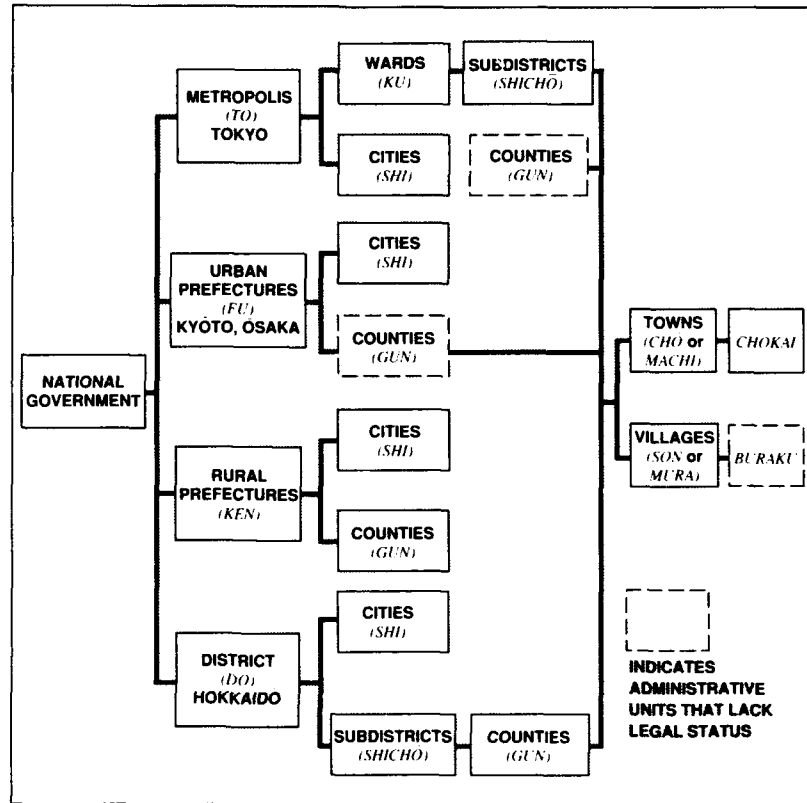 NATIONAL
GOVERNMENT
METROPOLIS
(TO)
TOKYO
WARDS
(KU)
SUBDISTRICTS
(SHICHŌ)
CITIES
(SHI)
COUNTIES
(GUN)
URBAN
PREFECTURES
(FU)
KYŌTO, ŌSAKA
CITIES
(SHI)
COUNTIES
(GUN)
RURAL
PREFECTURES
(KEN)
CITIES
(SHI)
COUNTIES
(GUN)
DISTRICT
(DO)
HOKKAIDO
CITIES
(SHI)
SUBDISTRICTS
(SHICHŌ)
COUNTIES
(GUN)
TOWNS
(CHO or
MACHI)
CHOKAI
VILLAGES
(SON or
MURA)
BURAKU
INDICATES
ADMINISTRATIVE
UNITS THAT LACK
LEGAL STATUS